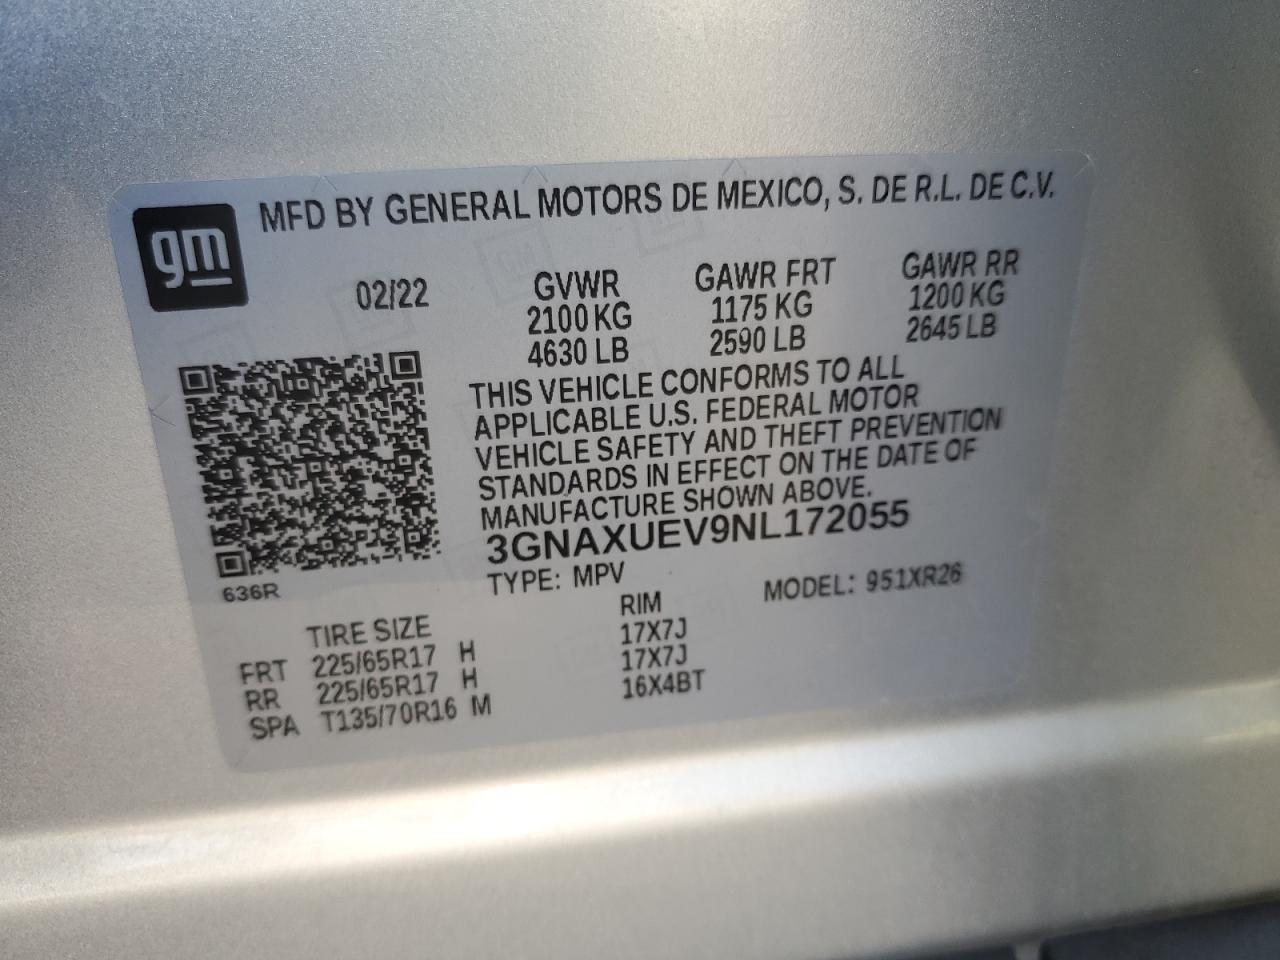 MFD BY GENERAL MOTORS DE MEXICO, S. DE R.L. DE C.V.
gm
02/22
GVWR GAWR FRT GAWR RR
2100 KG 1175 KG 1200 KG
4630 LB 2590 LB 2645 LB
THIS VEHICLE CONFORMS TO ALL
APPLICABLE U.S. FEDERAL MOTOR
VEHICLE SAFETY AND THEFT PREVENTION
STANDARDS IN EFFECT ON THE DATE OF
MANUFACTURE SHOWN ABOVE.
3GNAXUEV9NL172055
636R
TYPE: MPV MODEL: 951XR26
TIRE SIZE RIM
FRT 225/65R17 H 17X7J
RR 225/65R17 H 17X7J
SPA T135/70R16 M 16X4BT